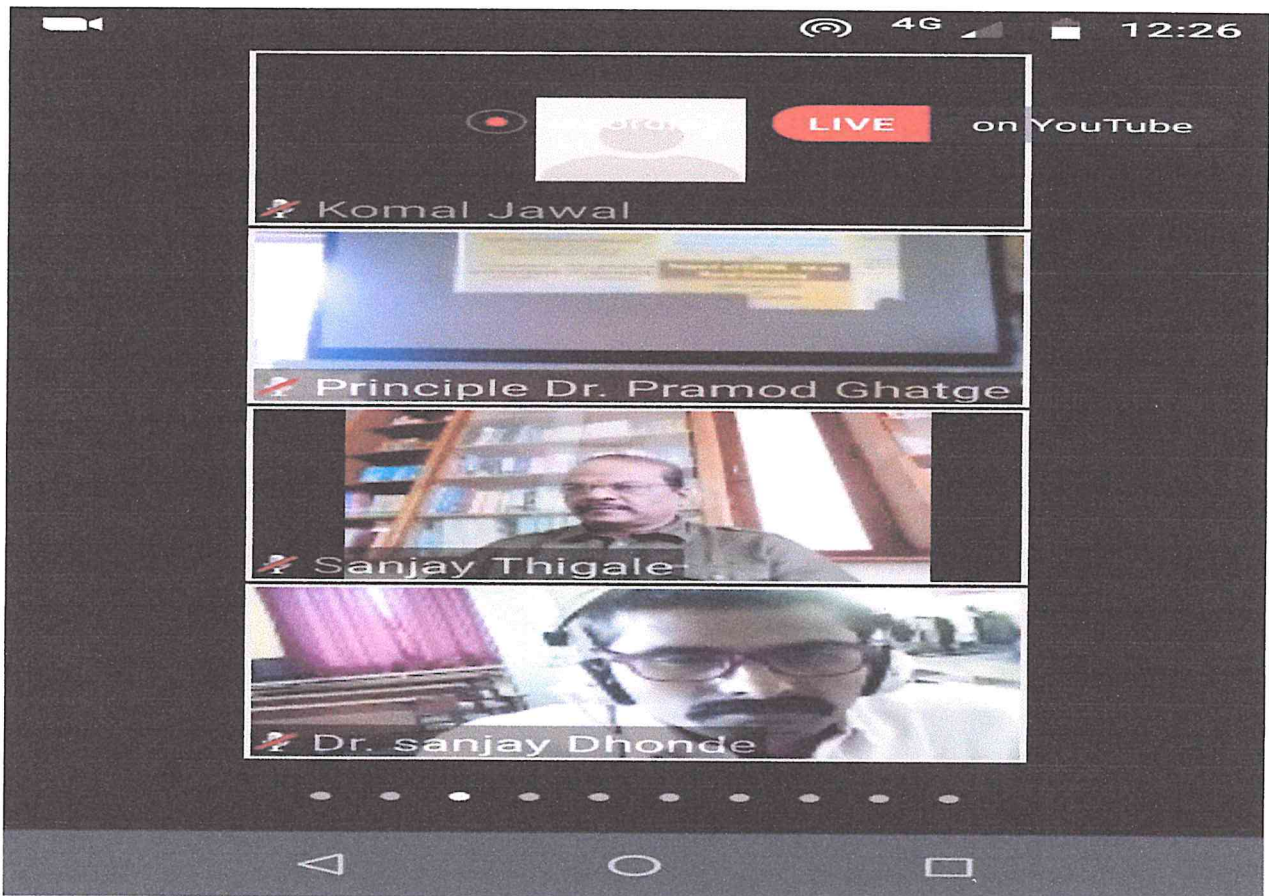 4G 12:26
LIVE on YouTube
Komal Jawal
Principle Dr. Pramod Ghatge
Sanjay Thigale
Dr. sanjay Dhonde